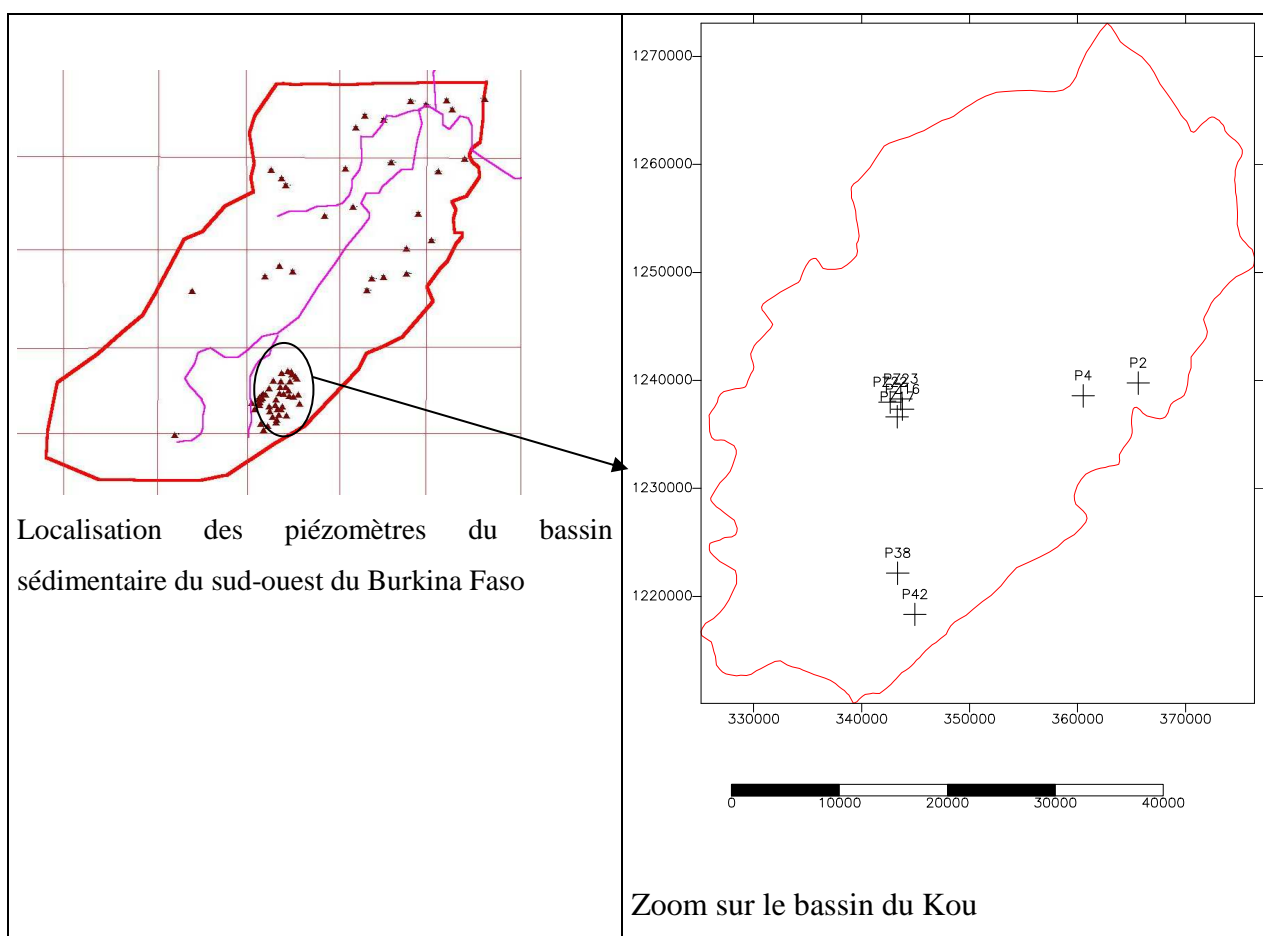 Localisation des piézomètres du bassin
sédimentaire du sud-ouest du Burkina Faso
1270000
1260000
1250000
1240000
1230000
1220000
P4
P2
P38
P42
330000
340000
350000
360000
370000
0
10000
20000
30000
40000
Zoom sur le bassin du Kou